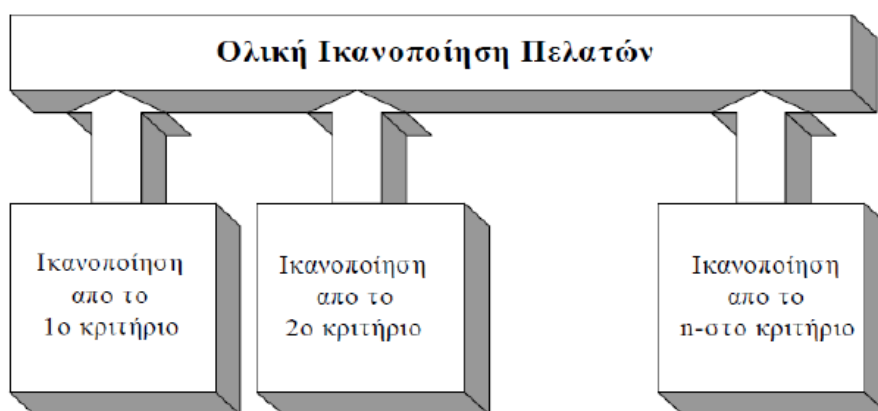 Ολική Ικανοποίηση Πελατών
Ικανοποίηση
απο το
1ο κριτήριο
Ικανοποίηση
απο το
2ο κριτήριο
Ικανοποίηση
απο το
n-στο κριτήριο